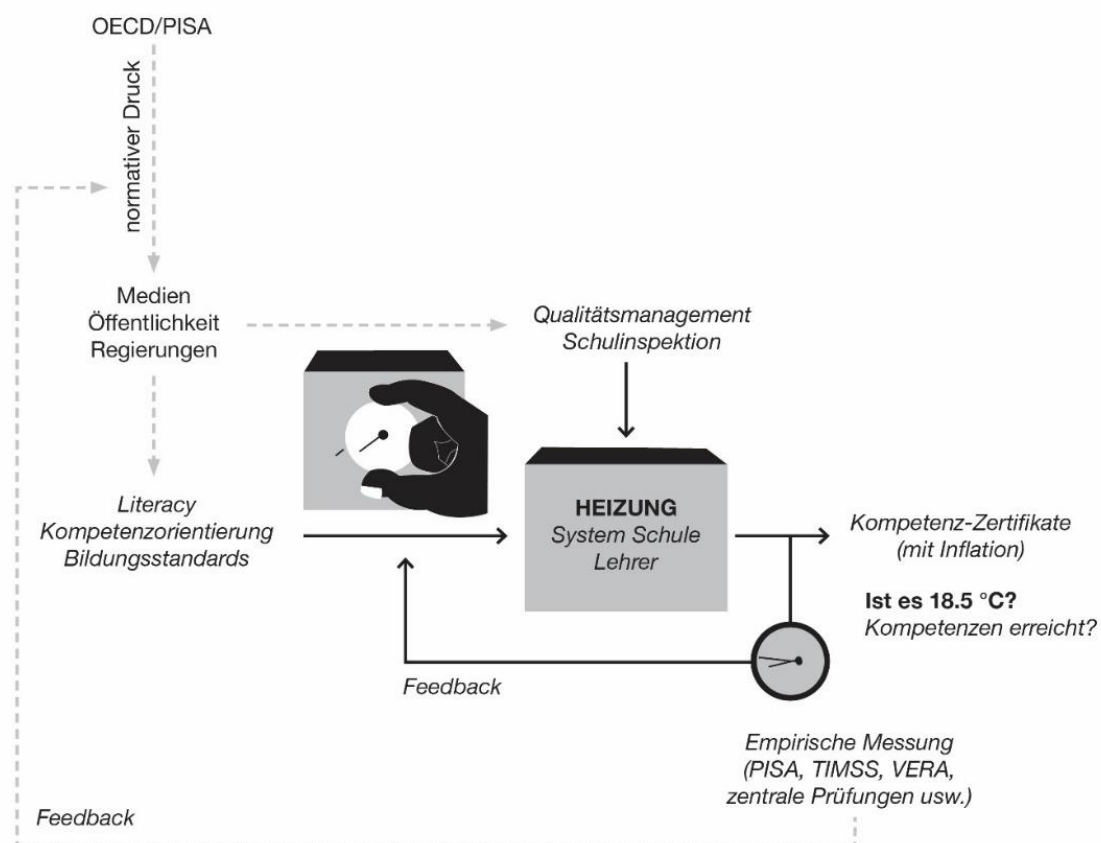 OECD/PISA
normativer Druck
Medien
Öffentlichkeit
Regierungen
Qualitätsmanagement
Schulinspektion
Literacy
Kompetenzorientierung
Bildungsstandards
HEIZUNG
System Schule
Lehrer
Kompetenz-Zertifikate
(mit Inflation)
Ist es 18.5 °C?
Kompetenzen erreicht?
Feedback
Empirische Messung
(PISA, TIMSS, VERA,
zentrale Prüfungen usw.)
Feedback